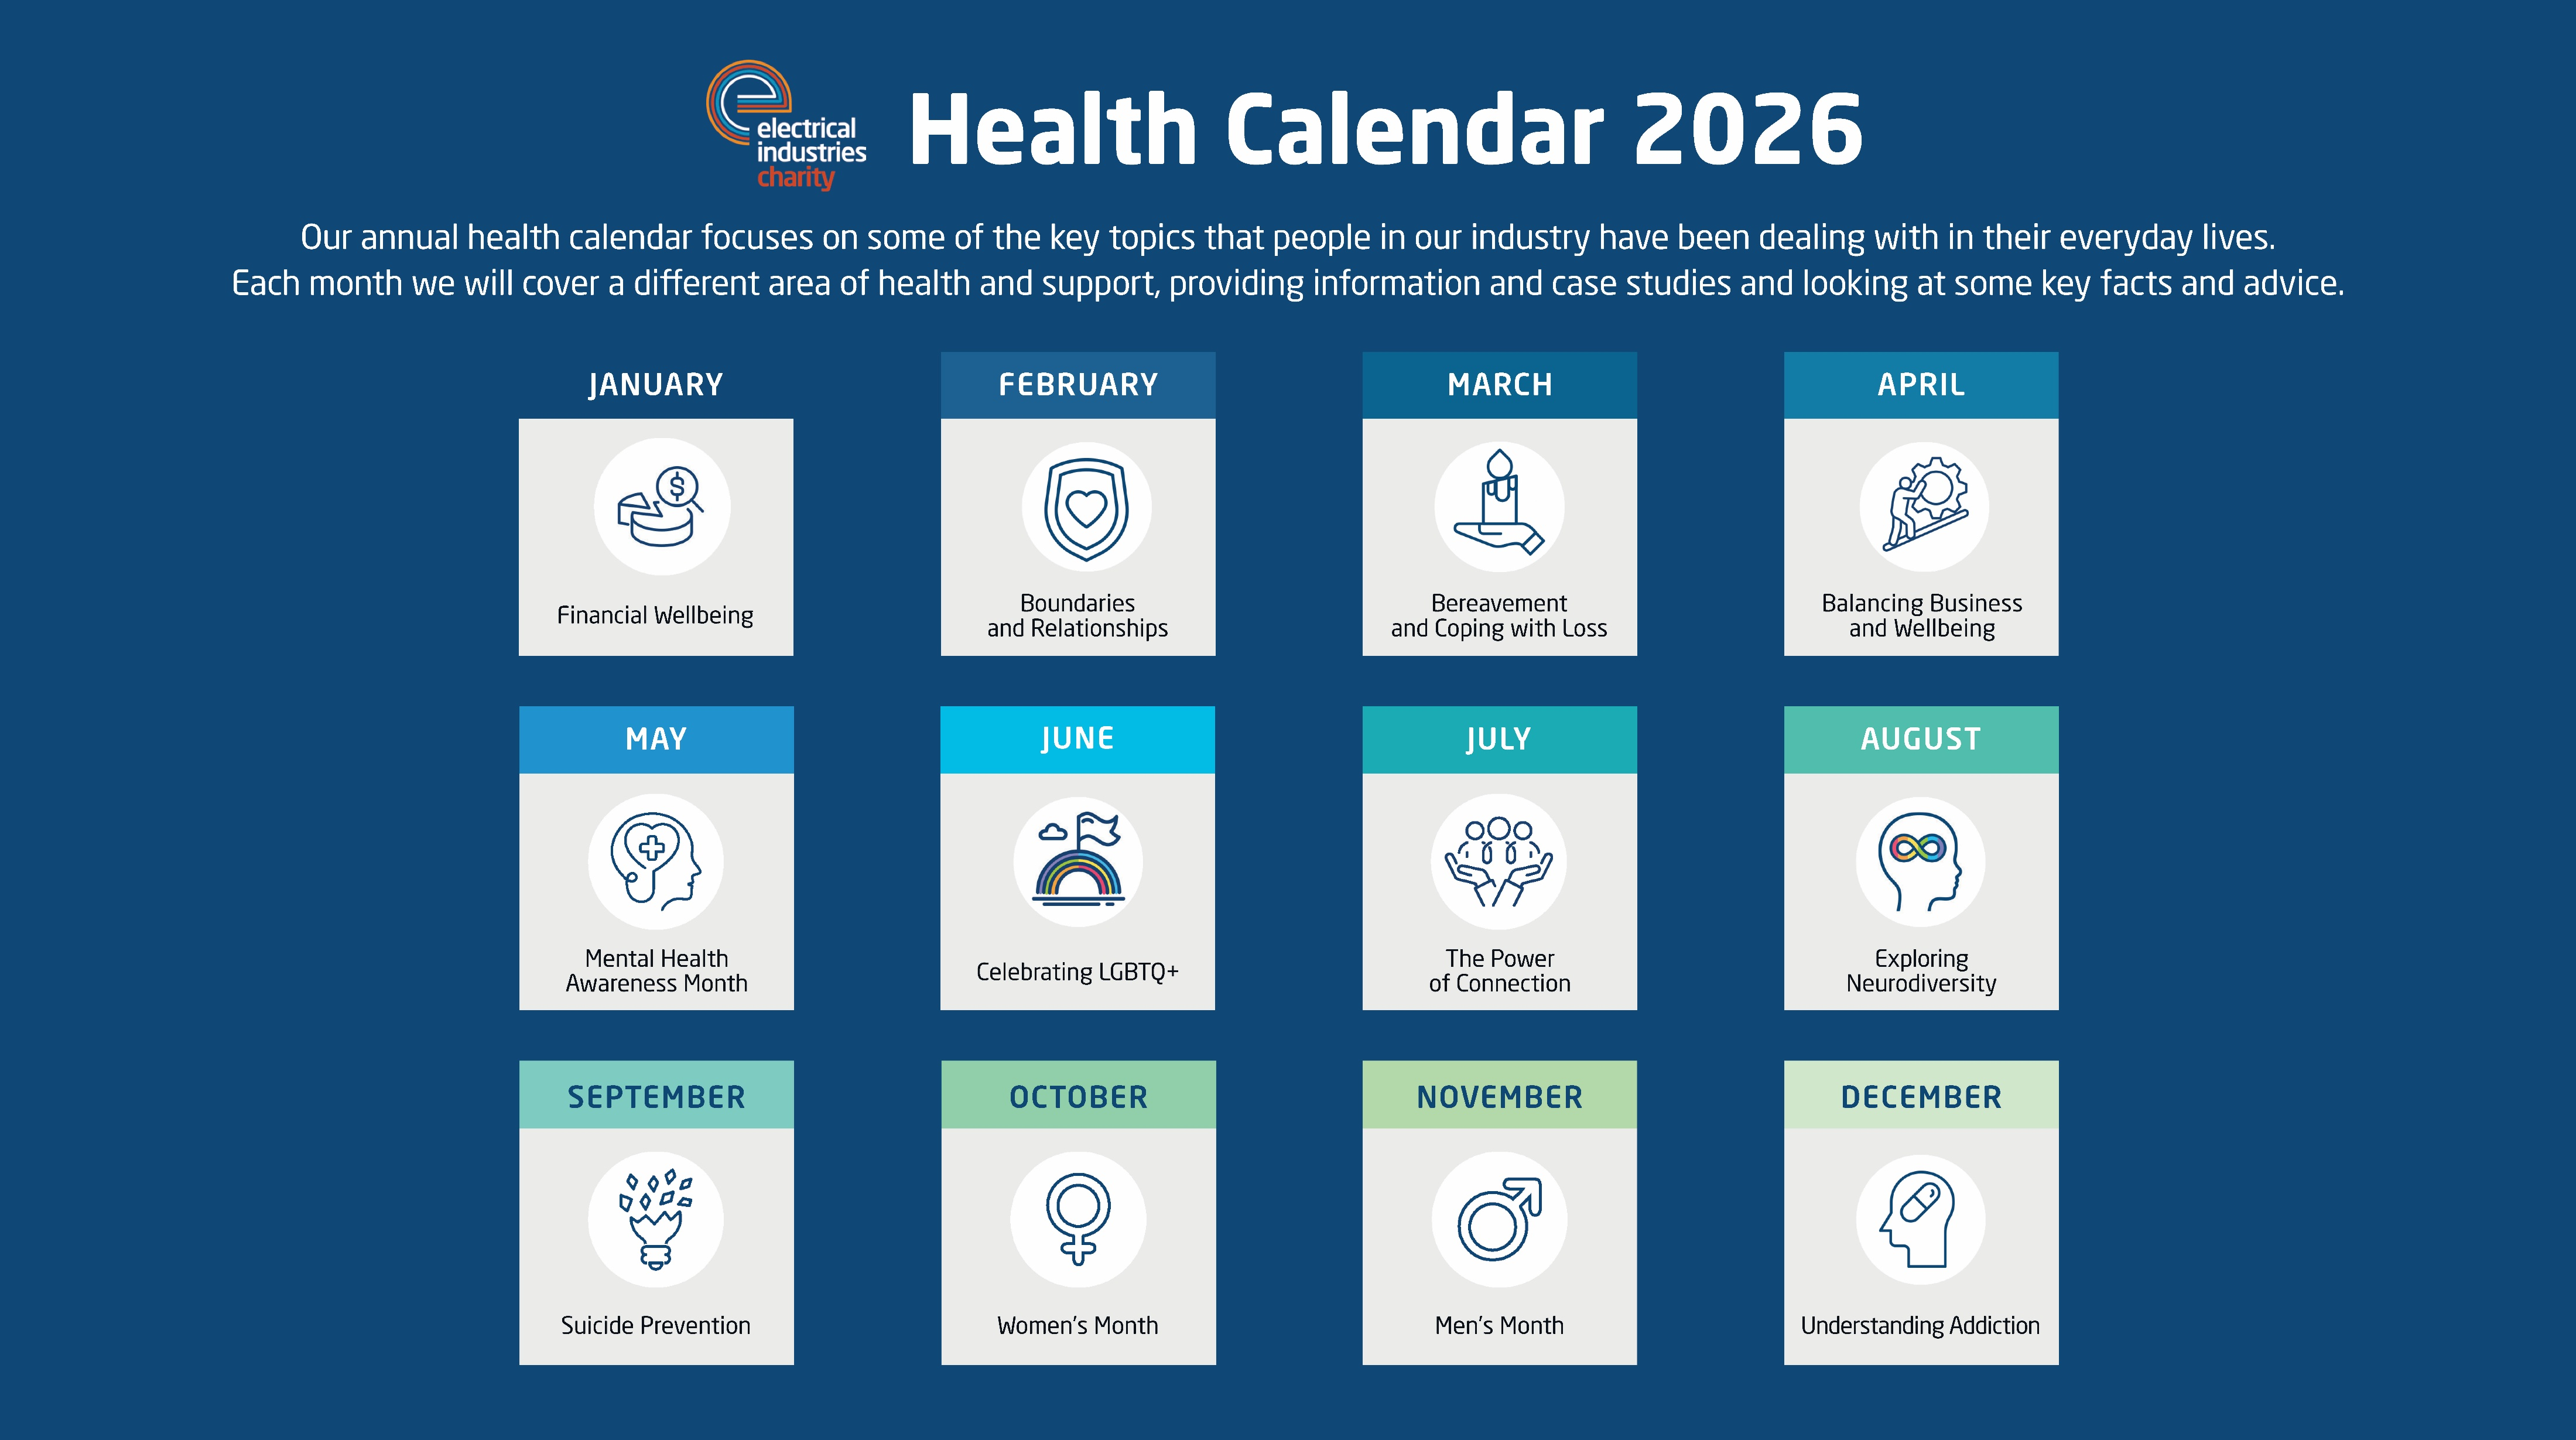 electrical
industries
charity
Health Calendar 2026
Our annual health calendar focuses on some of the key topics that people in our industry have been dealing with in their everyday lives.
Each month we will cover a different area of health and support, providing information and case studies and looking at some key facts and advice.
JANUARY
$
Financial Wellbeing
FEBRUARY
Boundaries
and Relationships
MARCH
Bereavement
and Coping with Loss
APRIL
Balancing Business
and Wellbeing
MAY
Mental Health
Awareness Month
JUNE
Celebrating LGBTQ+
JULY
The Power
of Connection
AUGUST
Exploring
Neurodiversity
SEPTEMBER
Suicide Prevention
OCTOBER
Women's Month
NOVEMBER
Men's Month
DECEMBER
Understanding Addiction